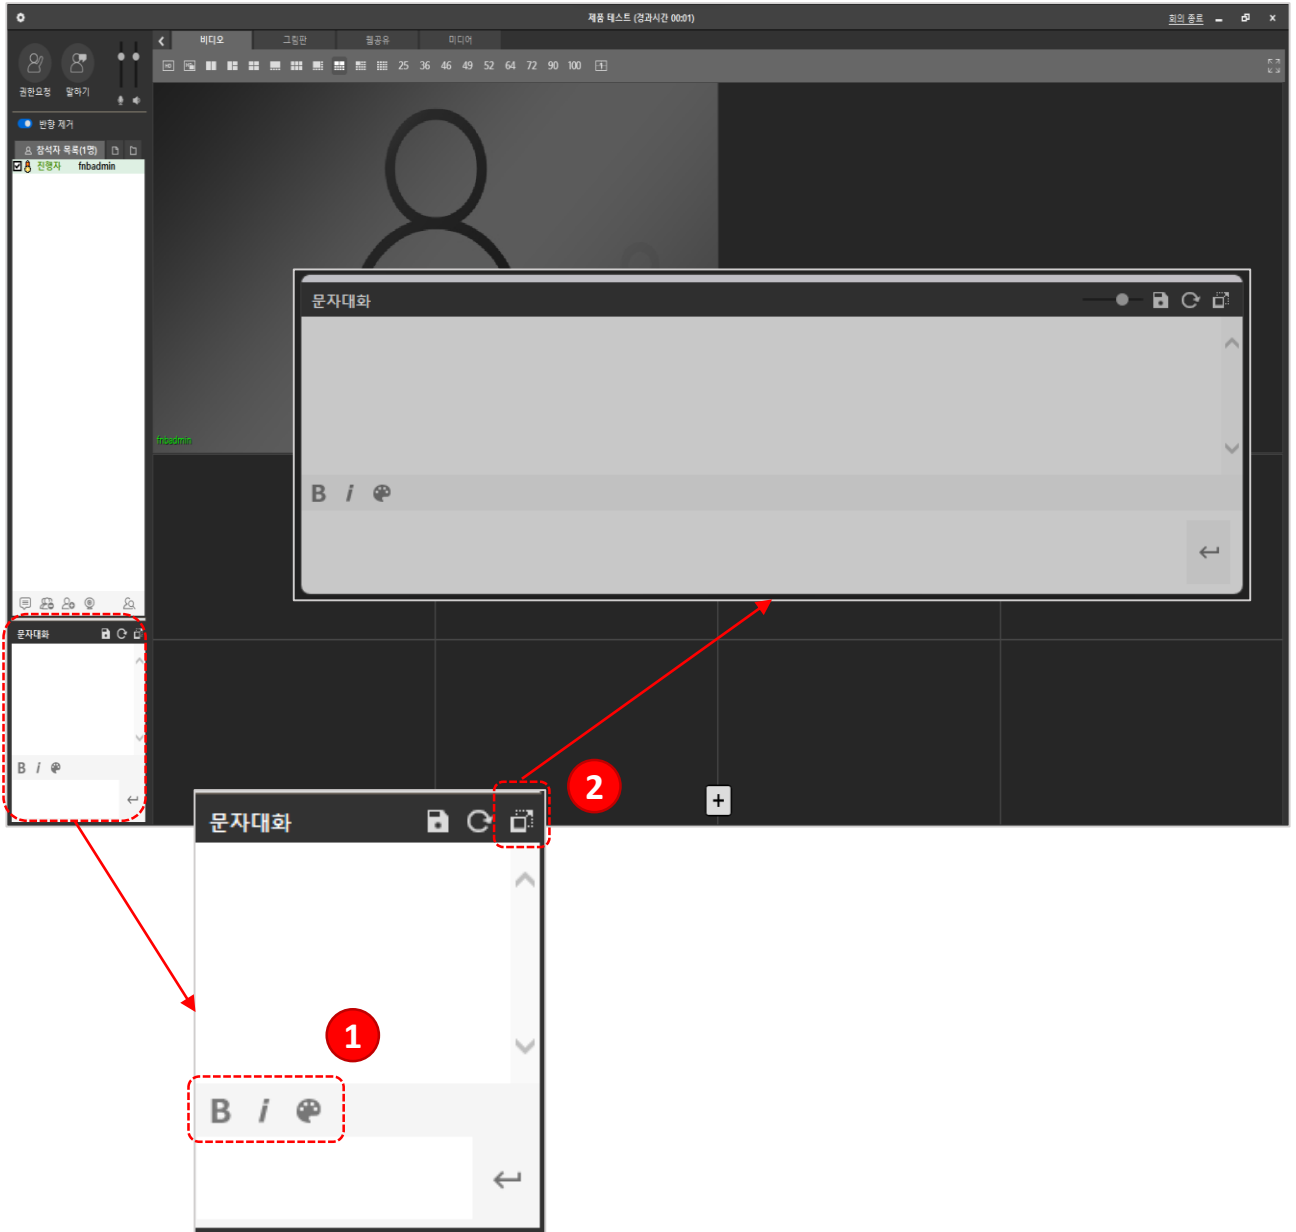 제품 테스트 (경과시간 00:01)
회의 종료
비디오
그림판
웹공유
미디어
25 36 46 49 52 64 72 90 100
권한요청 말하기
반향 제거
참석자 목록(1명)
진행자 fnbadmin
fnbadmin
문자대화
B i
문자대화
B i
2
문자대화
1
B i